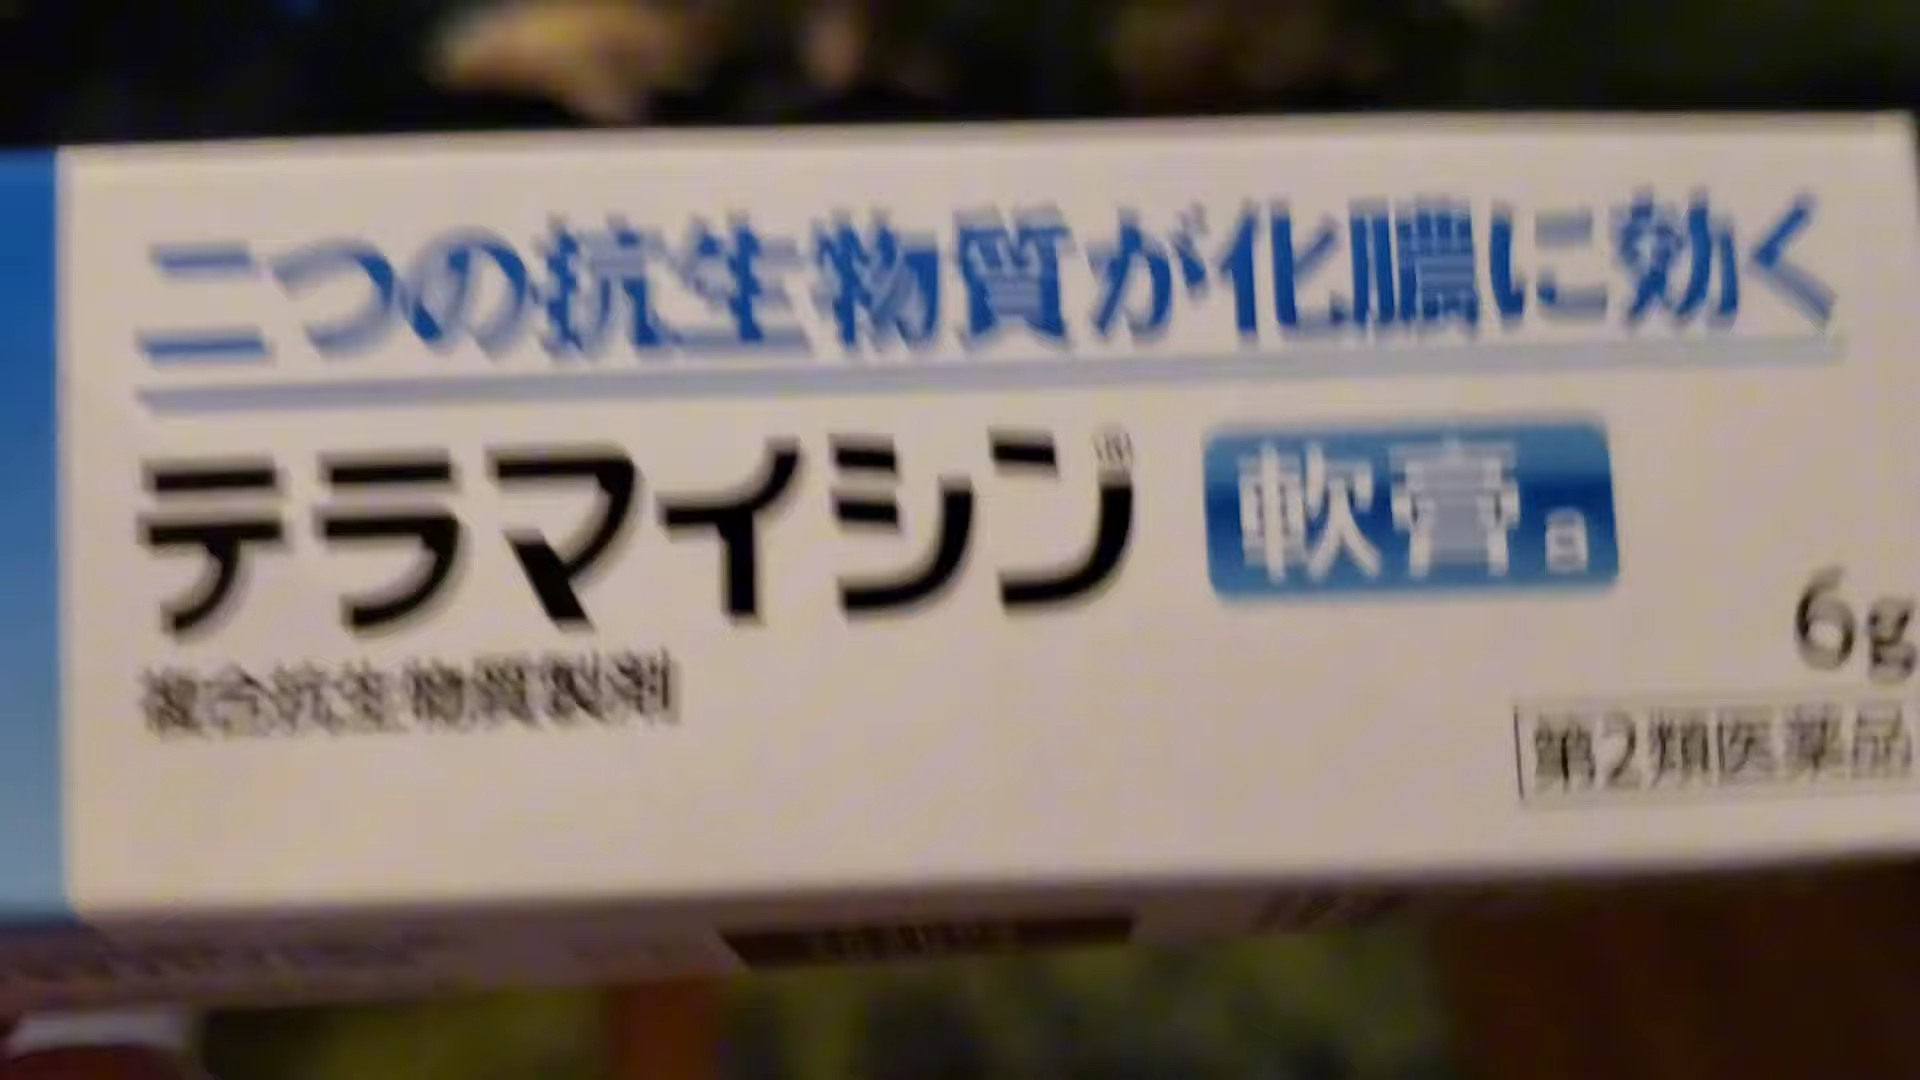 二つの抗生物質が化膿に効く
テラマイシン® 軟膏a
複合抗生物質製剤
6g
第2類医薬品